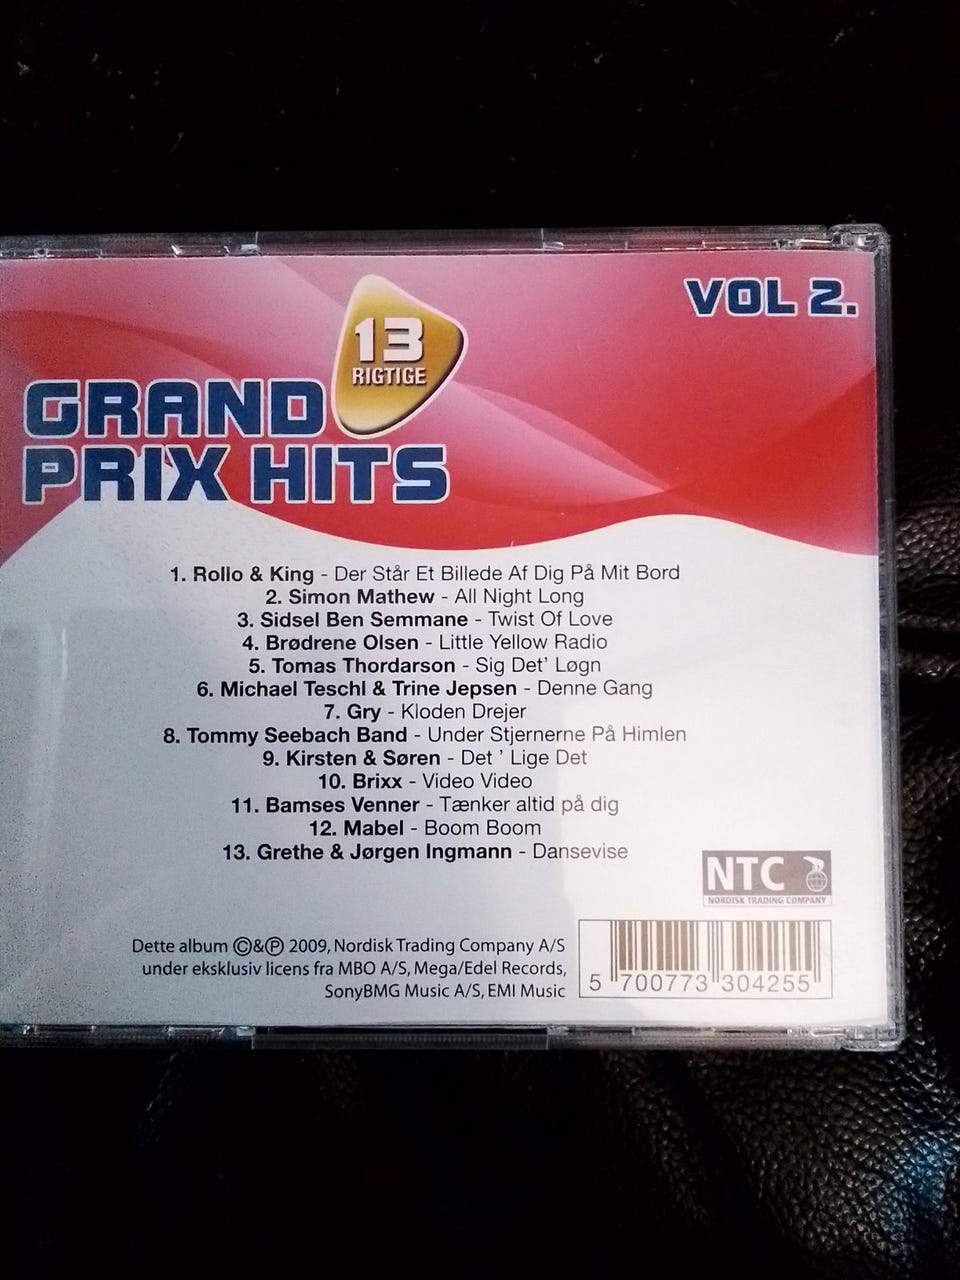 VOL 2.
13
RIGTIGE
GRAND
PRIX HITS
1. Rollo & King - Der Står Et Billede Af Dig På Mit Bord
2. Simon Mathew - All Night Long
3. Sidsel Ben Semmane - Twist Of Love
4. Brødrene Olsen - Little Yellow Radio
5. Tomas Thordarson - Sig Det' Løgn
6. Michael Teschl & Trine Jepsen - Denne Gang
7. Gry - Kloden Drejer
8. Tommy Seebach Band - Under Stjernerne På Himlen
9. Kirsten & Søren - Det ' Lige Det
10. Brixx - Video Video
11. Bamses Venner - Tænker altid på dig
12. Mabel - Boom Boom
13. Grethe & Jørgen Ingmann - Dansevise
NTC
NORDISK TRADING COMPANY
Dette album ©&℗ 2009, Nordisk Trading Company A/S
under eksklusiv licens fra MBO A/S, Mega/Edel Records,
SonyBMG Music A/S, EMI Music
5 700773 304255